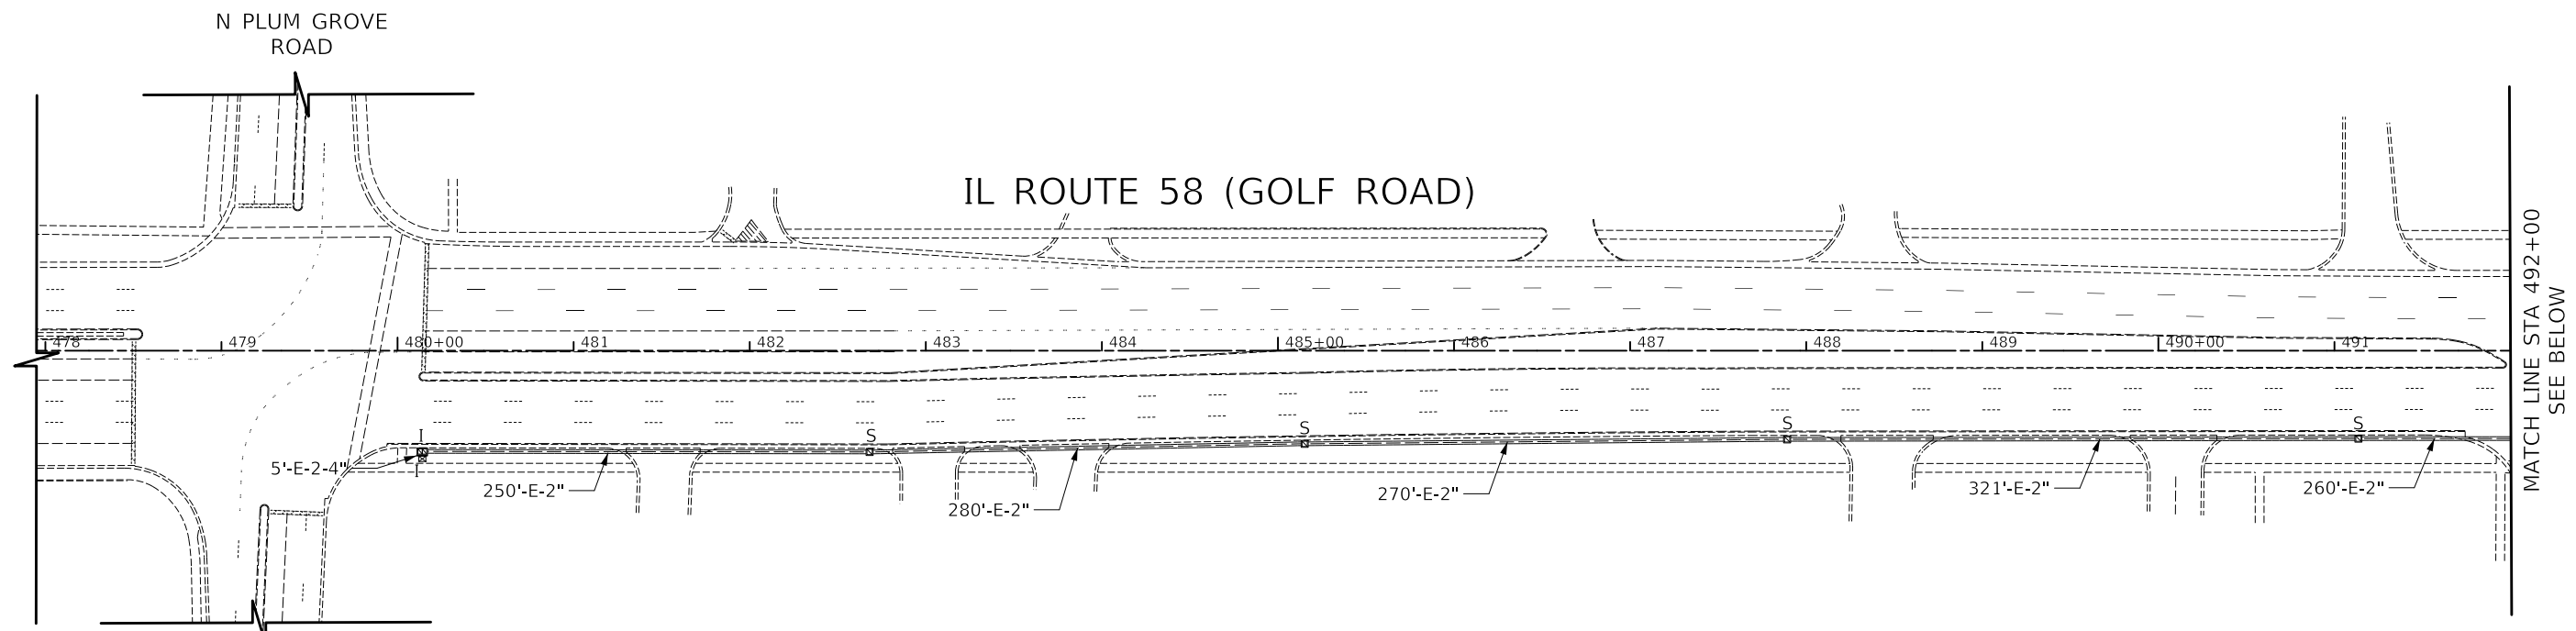 N PLUM GROVE
ROAD
IL ROUTE 58 (GOLF ROAD)
478
479
480+00
481
482
483
484
485+00
486
487
488
489
490+00
491
MATCH LINE STA 492+00
SEE BELOW
I
S
S
S
S
I
5'-E-2-4"
250'-E-2"
280'-E-2"
270'-E-2"
321'-E-2"
260'-E-2"